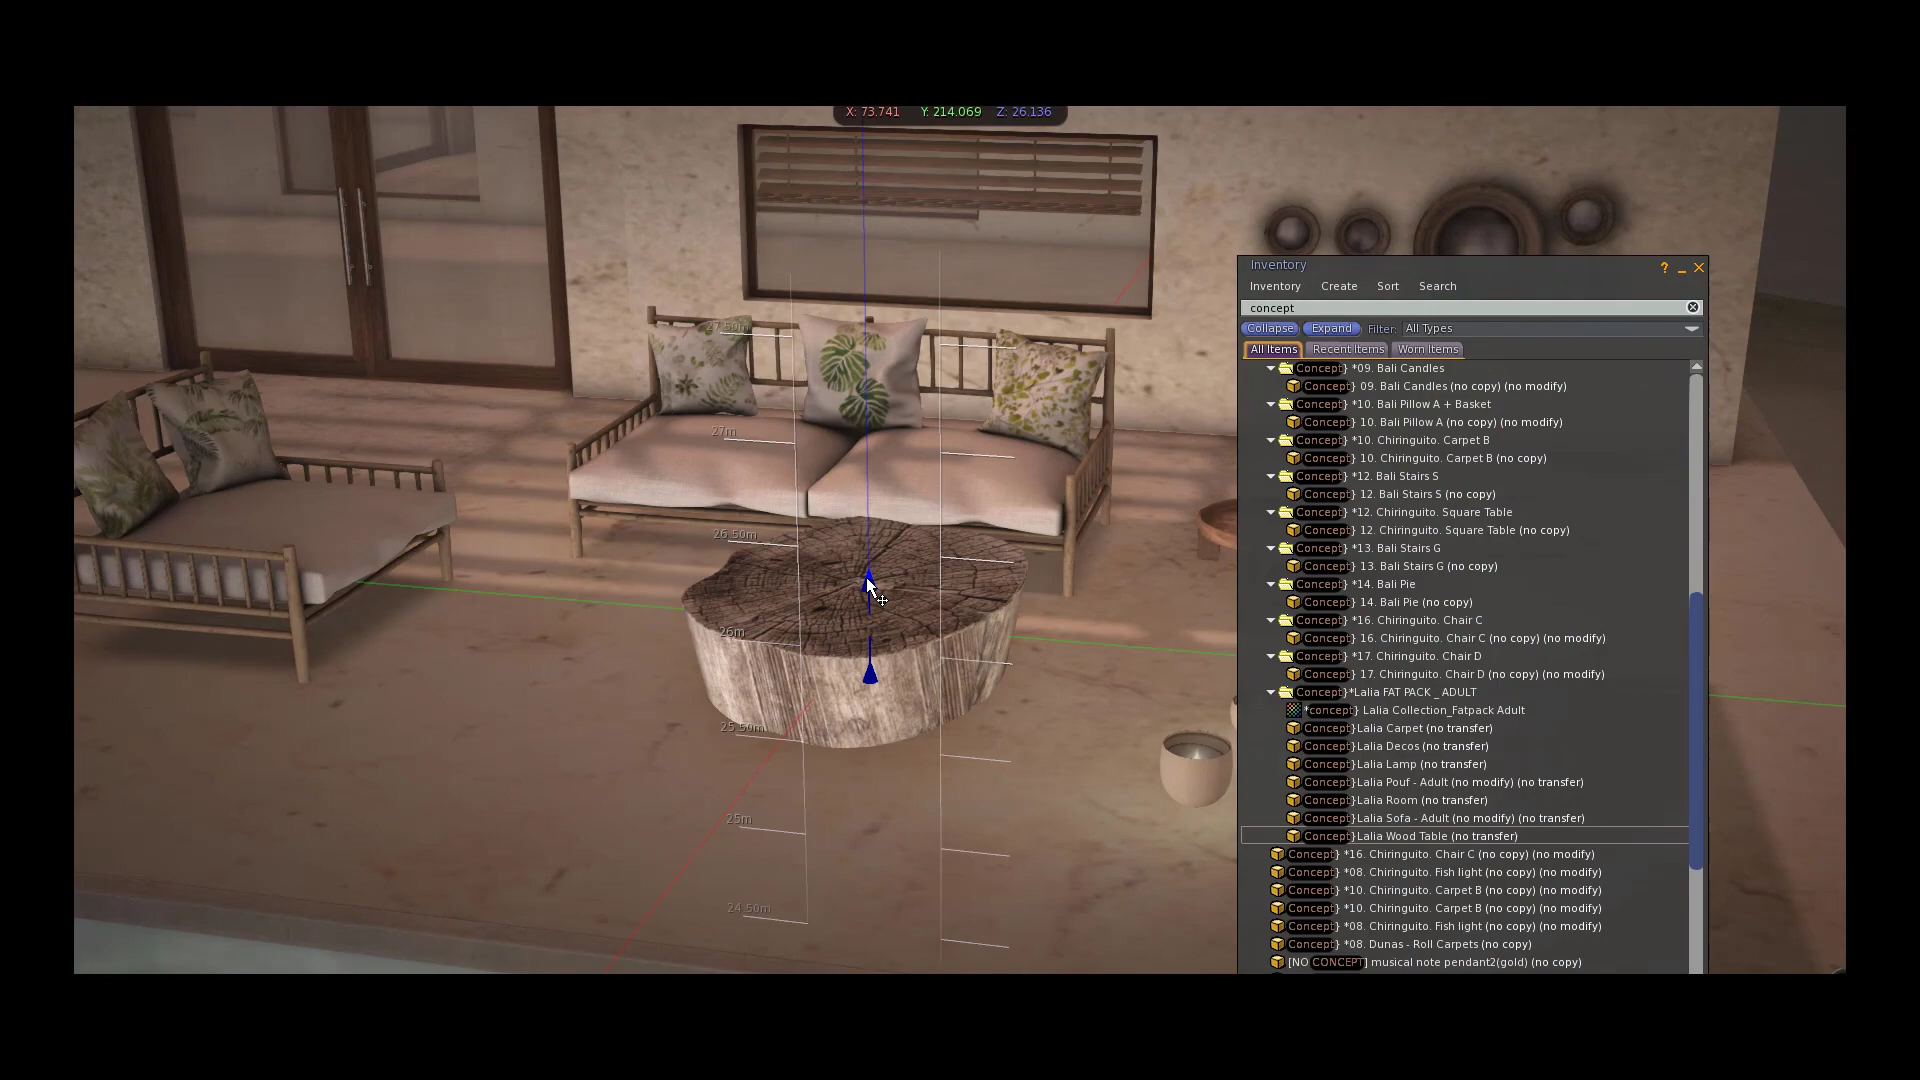 X: 73.741 Y: 214.069 Z: 26.136
27 50m
27m
26 50m
26m
25 50m
25m
24 50m
Inventory
? _ X
Inventory Create Sort Search
concept
Collapse Expand Filter: All Types
All Items Recent Items Worn Items
Concept} *09. Bali Candles
Concept} 09. Bali Candles (no copy) (no modify)
Concept} *10. Bali Pillow A + Basket
Concept} 10. Bali Pillow A (no copy) (no modify)
Concept} *10. Chiringuito. Carpet B
Concept} 10. Chiringuito. Carpet B (no copy)
Concept} *12. Bali Stairs S
Concept} 12. Bali Stairs S (no copy)
Concept} *12. Chiringuito. Square Table
Concept} 12. Chiringuito. Square Table (no copy)
Concept} *13. Bali Stairs G
Concept} 13. Bali Stairs G (no copy)
Concept} *14. Bali Pie
Concept} 14. Bali Pie (no copy)
Concept} *16. Chiringuito. Chair C
Concept} 16. Chiringuito. Chair C (no copy) (no modify)
Concept} *17. Chiringuito. Chair D
Concept} 17. Chiringuito. Chair D (no copy) (no modify)
Concept}*Lalia FAT PACK _ ADULT
*concept} Lalia Collection_Fatpack Adult
Concept}Lalia Carpet (no transfer)
Concept}Lalia Decos (no transfer)
Concept}Lalia Lamp (no transfer)
Concept}Lalia Pouf - Adult (no modify) (no transfer)
Concept}Lalia Room (no transfer)
Concept}Lalia Sofa - Adult (no modify) (no transfer)
Concept}Lalia Wood Table (no transfer)
Concept} *16. Chiringuito. Chair C (no copy) (no modify)
Concept} *08. Chiringuito. Fish light (no copy) (no modify)
Concept} *10. Chiringuito. Carpet B (no copy) (no modify)
Concept} *10. Chiringuito. Carpet B (no copy) (no modify)
Concept} *08. Chiringuito. Fish light (no copy) (no modify)
Concept} *08. Dunas - Roll Carpets (no copy)
[NO CONCEPT] musical note pendant2(gold) (no copy)